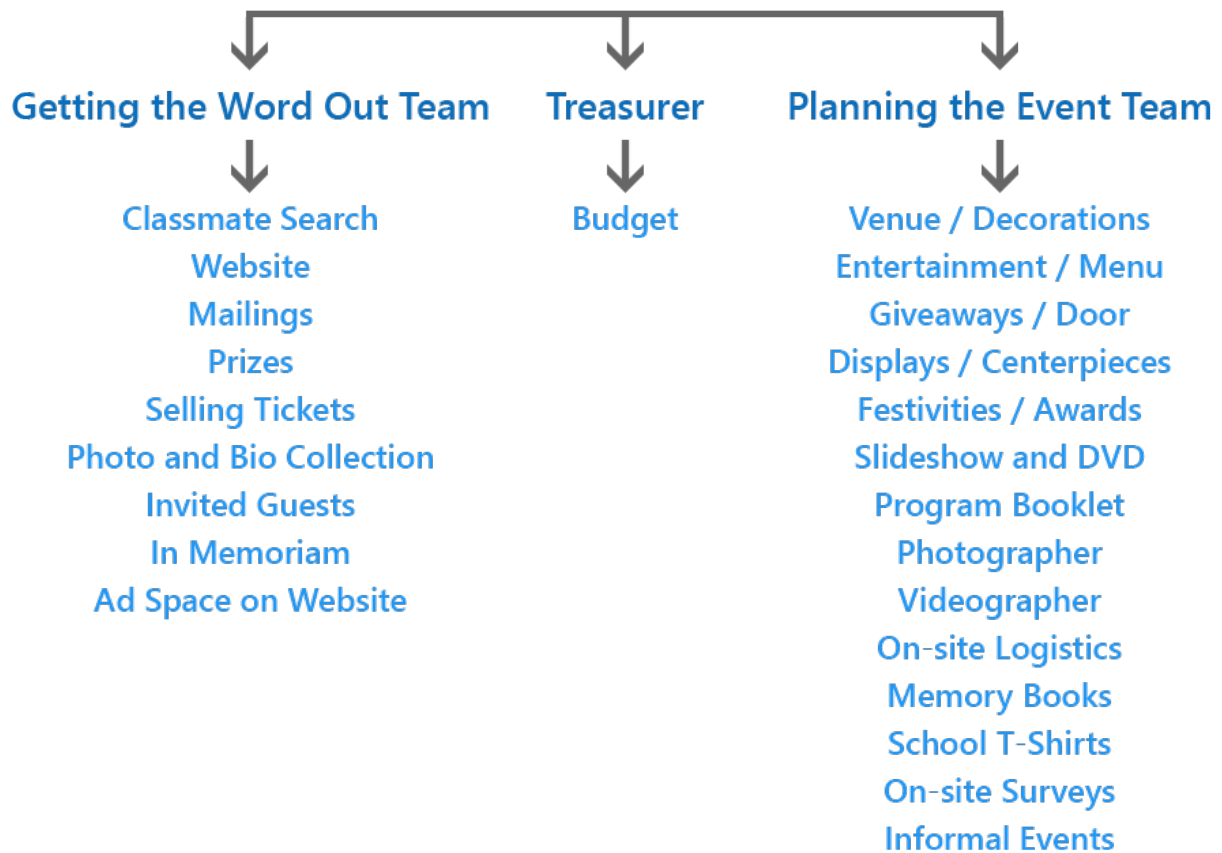 Getting the Word Out Team
Classmate Search
Website
Mailings
Prizes
Selling Tickets
Photo and Bio Collection
Invited Guests
In Memoriam
Ad Space on Website
Treasurer
Budget
Planning the Event Team
Venue / Decorations
Entertainment / Menu
Giveaways / Door
Displays / Centerpieces
Festivities / Awards
Slideshow and DVD
Program Booklet
Photographer
Videographer
On-site Logistics
Memory Books
School T-Shirts
On-site Surveys
Informal Events